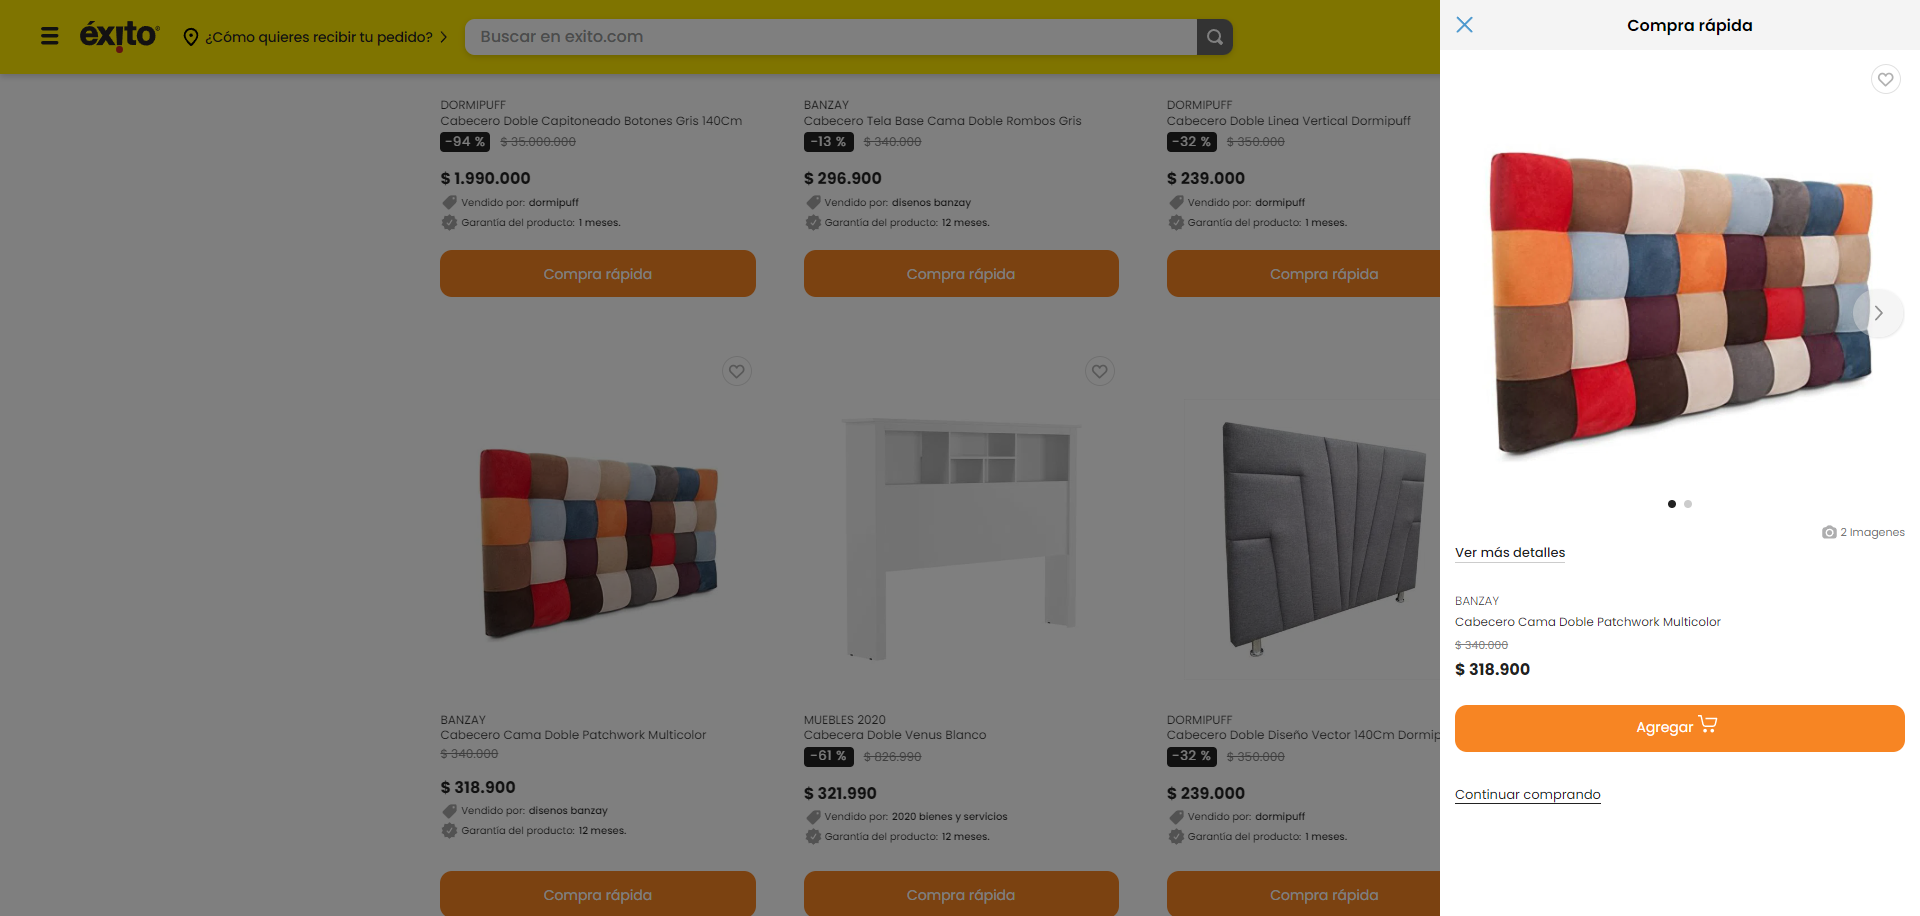 éxito
¿Cómo quieres recibir tu pedido?
Buscar en exito.com
DORMIPUFF
Cabecero Doble Capitoneado Botones Gris 140Cm
-94 % $ 35.000.000
$ 1.990.000
Vendido por: dormipuff
Garantía del producto: 1 meses.
Compra rápida
BANZAY
Cabecero Tela Base Cama Doble Rombos Gris
-13 % $ 340.000
$ 296.900
Vendido por: disenos banzay
Garantía del producto: 12 meses.
Compra rápida
DORMIPUFF
Cabecero Doble Linea Vertical Dormipuff
-32 % $ 350.000
$ 239.000
Vendido por: dormipuff
Garantía del producto: 1 meses.
Compra rápida
BANZAY
Cabecero Cama Doble Patchwork Multicolor
$ 340.000
$ 318.900
Vendido por: disenos banzay
Garantía del producto: 12 meses.
Compra rápida
MUEBLES 2020
Cabecera Doble Venus Blanco
-61 % $ 826.990
$ 321.990
Vendido por: 2020 bienes y servicios
Garantía del producto: 12 meses.
Compra rápida
DORMIPUFF
Cabecero Doble Diseño Vector 140Cm Dormip
-32 % $ 350.000
$ 239.000
Vendido por: dormipuff
Garantía del producto: 1 meses.
Compra rápida
Compra rápida
2 Imagenes
Ver más detalles
BANZAY
Cabecero Cama Doble Patchwork Multicolor
$ 340.000
$ 318.900
Agregar
Continuar comprando